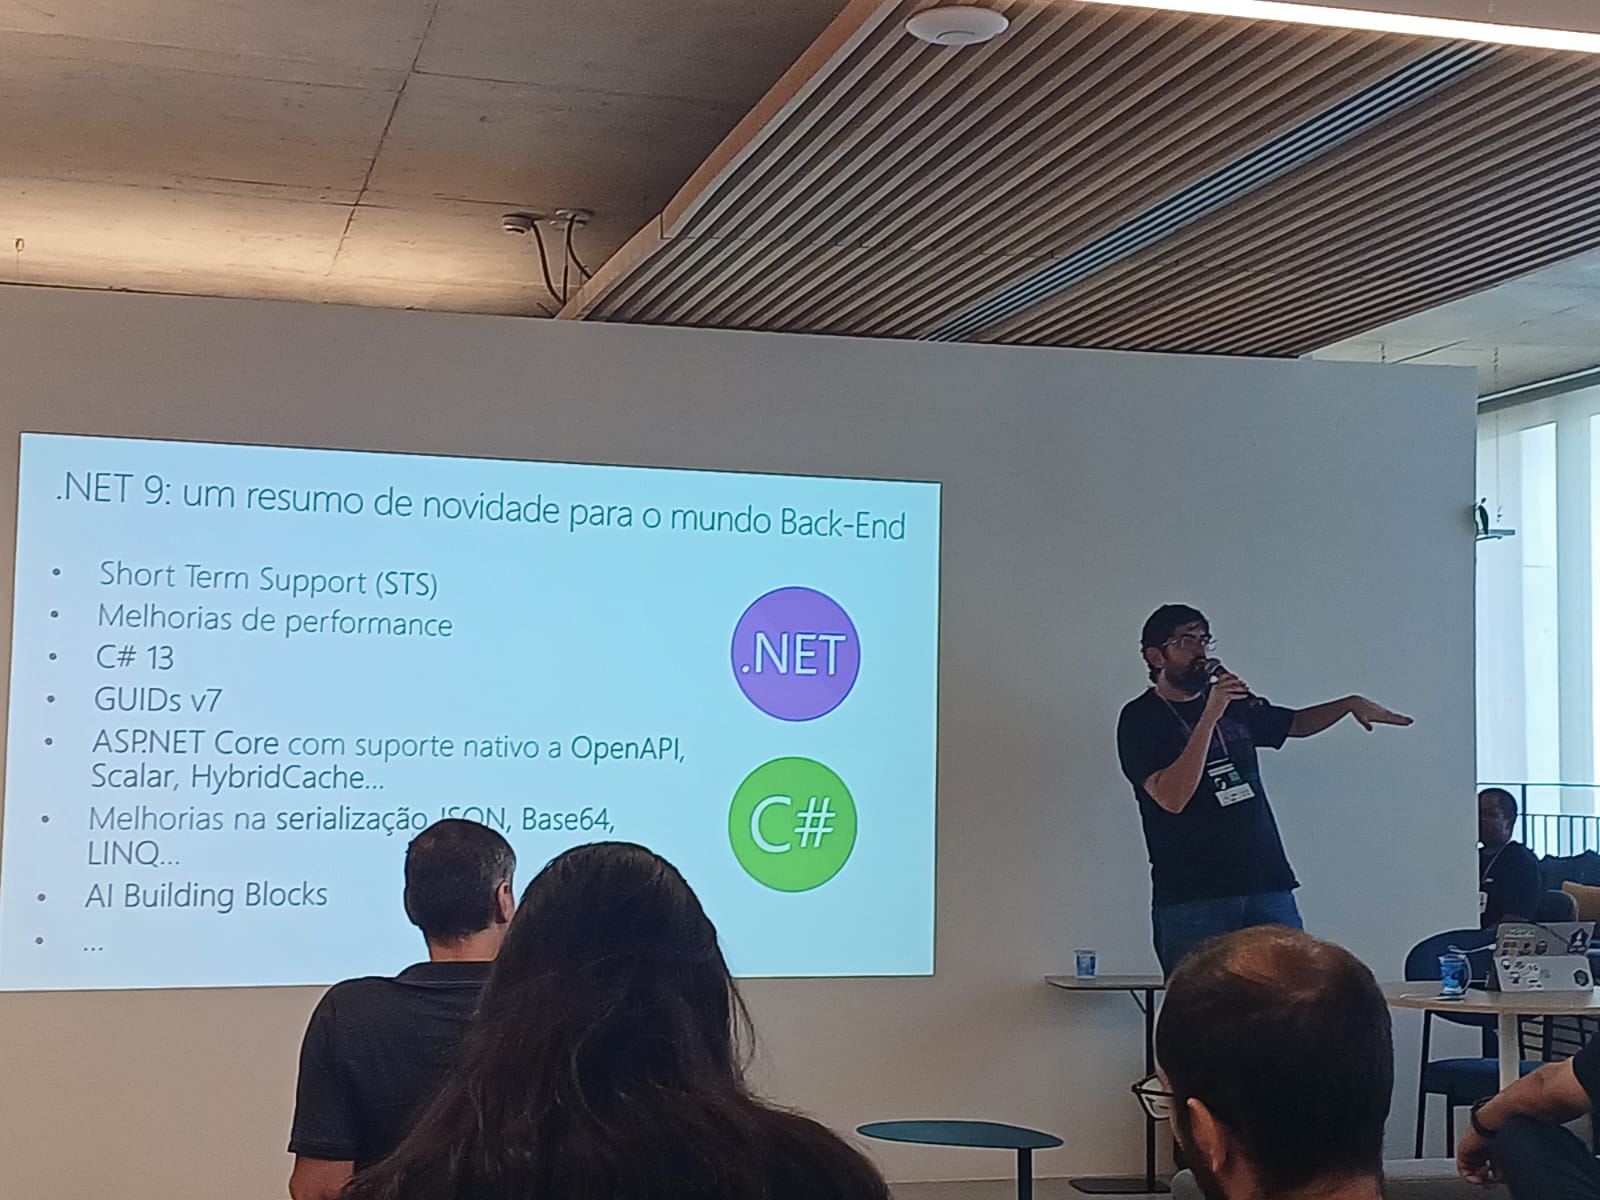 .NET 9: um resumo de novidade para o mundo Back-End
• Short Term Support (STS)
• Melhorias de performance
• C# 13
• GUIDs v7
• ASP.NET Core com suporte nativo a OpenAPI,
Scalar, HybridCache...
• Melhorias na serialização JSON, Base64,
LINQ...
• AI Building Blocks
• ...
.NET
C#